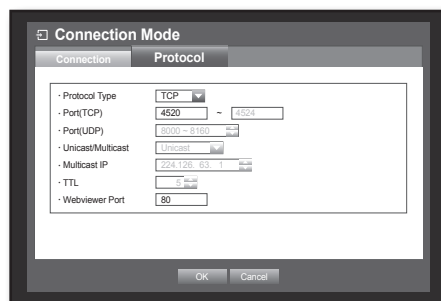 Connection Mode
Connection Protocol
· Protocol Type TCP
· Port(TCP) 4520 ~ 4524
· Port(UDP) 8000 ~ 8160
· Unicast/Multicast Unicast
· Multicast IP 224.126. 63. 1
· TTL 5
· Webviewer Port 80
OK Cancel